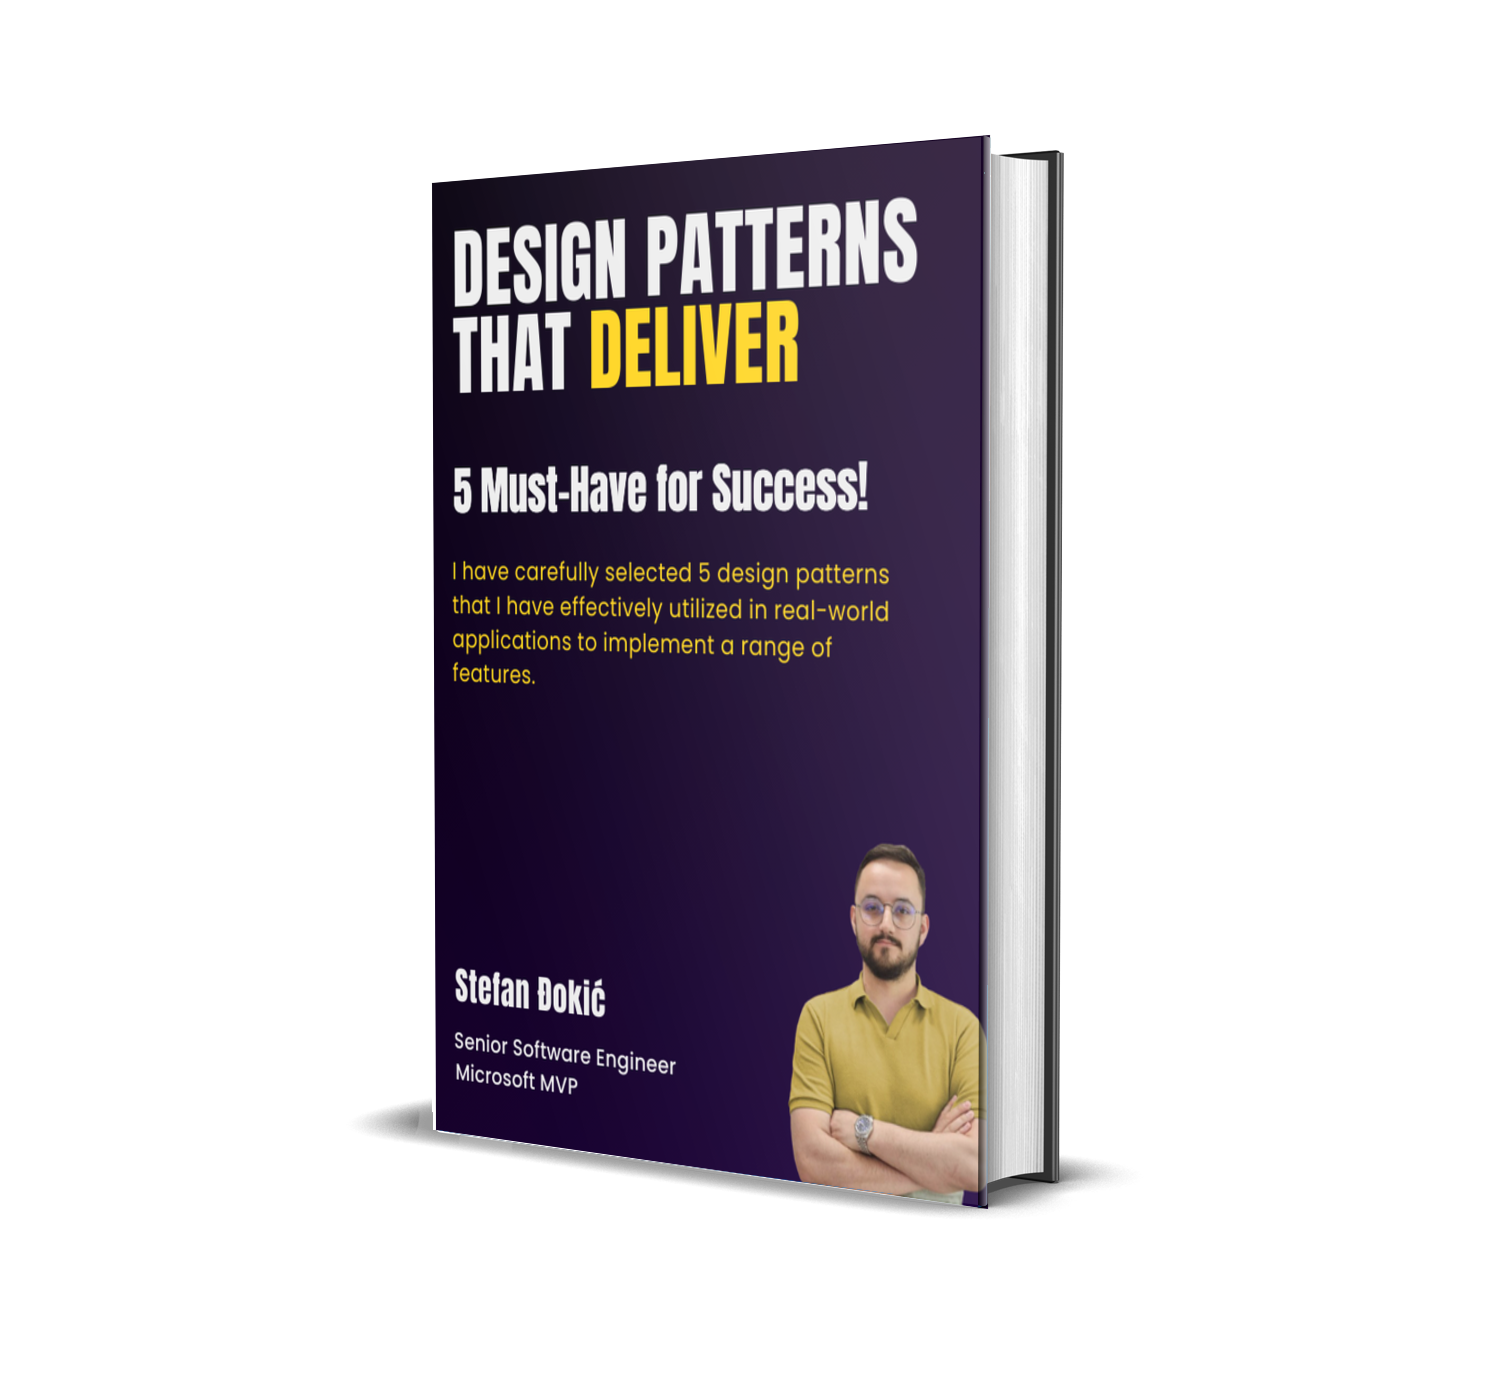 DESIGN PATTERNS
THAT DELIVER
5 Must-Have for Success!
I have carefully selected 5 design patterns
that I have effectively utilized in real-world
applications to implement a range of
features.
Stefan Đokić
Senior Software Engineer
Microsoft MVP